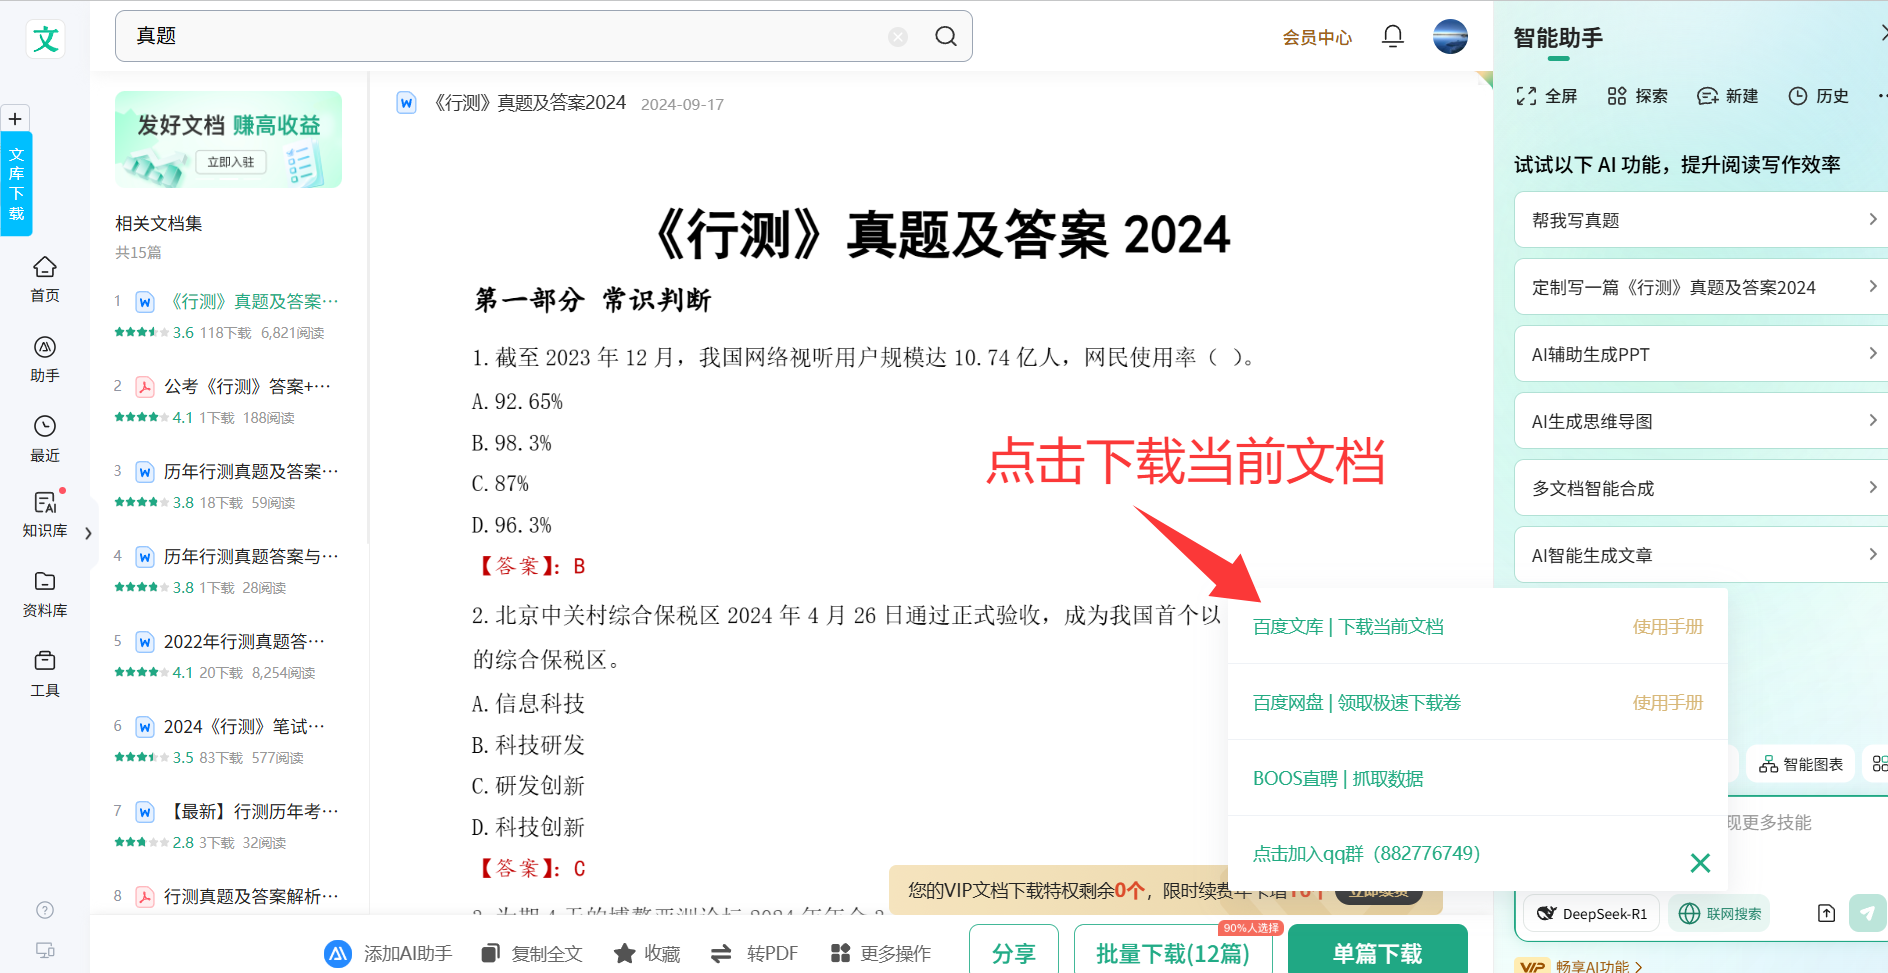 文
真题
会员中心
智能助手
全屏
探索
新建
历史
文库下载
首页
助手
最近
知识库
资料库
工具
发好文档 赚高收益
立即入驻
相关文档集
共15篇
1 《行测》真题及答案···
3.6 118下载 6,821阅读
2 公考《行测》答案+···
4.1 1下载 188阅读
3 历年行测真题及答案···
3.8 18下载 59阅读
4 历年行测真题答案与···
3.8 1下载 28阅读
5 2022年行测真题答···
4.1 20下载 8,254阅读
6 2024《行测》笔试···
3.5 83下载 577阅读
7 【最新】行测历年考···
2.8 3下载 32阅读
8 行测真题及答案解析···
《行测》真题及答案2024 2024-09-17
《行测》真题及答案 2024
第一部分 常识判断
1.截至 2023 年 12 月，我国网络视听用户规模达 10.74 亿人，网民使用率（ ）。
A.92.65%
B.98.3%
C.87%
D.96.3%
【答案】：B
2.北京中关村综合保税区 2024 年 4 月 26 日通过正式验收，成为我国首个以
的综合保税区。
A.信息科技
B.科技研发
C.研发创新
D.科技创新
【答案】：C
点击下载当前文档
试试以下 AI 功能，提升阅读写作效率
帮我写真题
定制写一篇《行测》真题及答案2024
AI辅助生成PPT
AI生成思维导图
多文档智能合成
AI智能生成文章
百度文库 | 下载当前文档 使用手册
百度网盘 | 领取极速下载卷 使用手册
BOOS直聘 | 抓取数据
点击加入qq群（882776749）
智能图表
现更多技能
您的VIP文档下载特权剩余0个，限时续费年卡增
DeepSeek-R1
联网搜索
VIP 畅享AI功能
添加AI助手
复制全文
收藏
转PDF
更多操作
分享
批量下载(12篇)
90%人选择
单篇下载